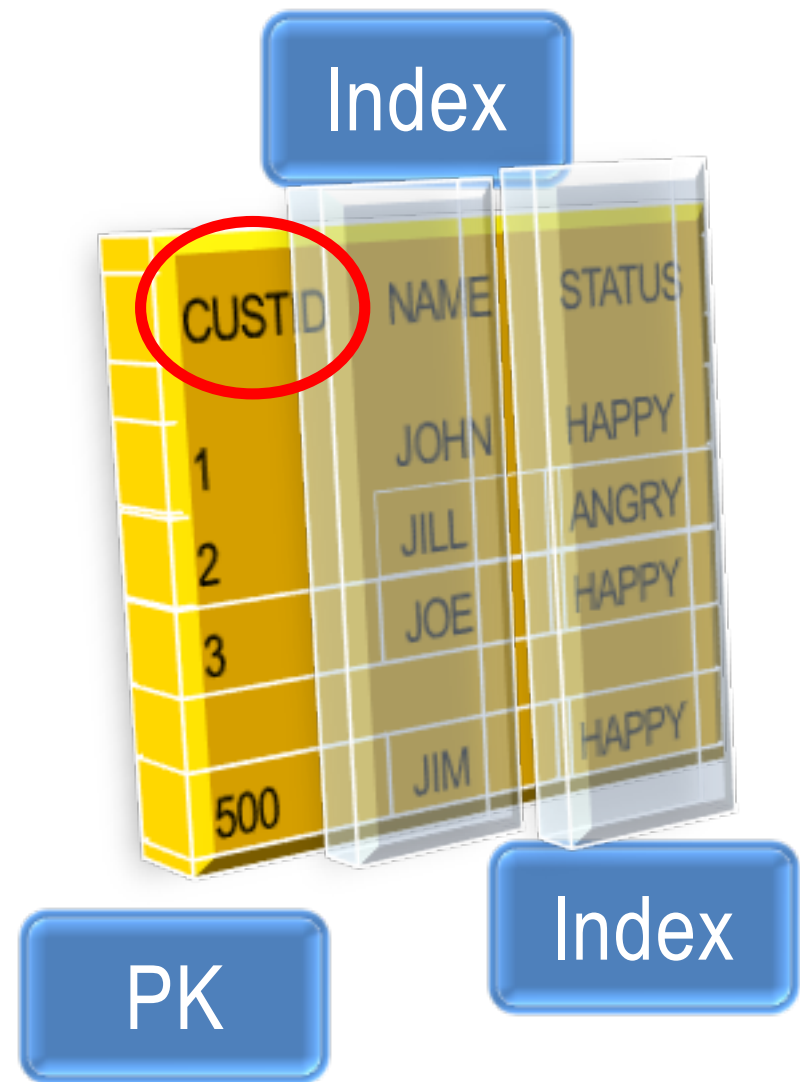 Index
CUSTID NAME STATUS
1 JOHN HAPPY
2 JILL ANGRY
3 JOE HAPPY
500 JIM HAPPY
Index
PK